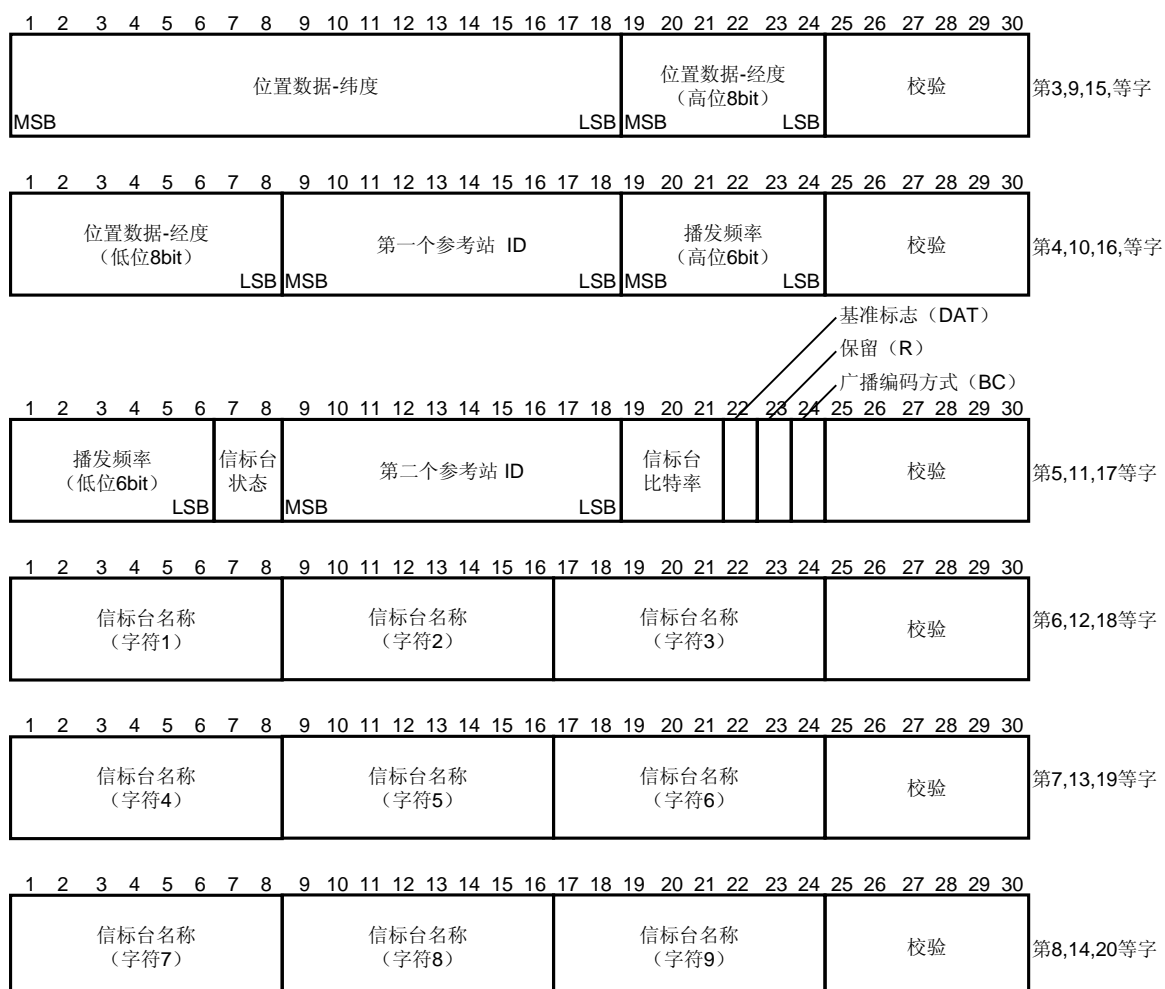 1 2 3 4 5 6 7 8 9 10 11 12 13 14 15 16 17 18 19 20 21 22 23 24 25 26 27 28 29 30
位置数据-纬度
位置数据-经度
（高位8bit）
校验
第3,9,15,等字
MSB
LSB
MSB
LSB
1 2 3 4 5 6 7 8 9 10 11 12 13 14 15 16 17 18 19 20 21 22 23 24 25 26 27 28 29 30
位置数据-经度
（低位8bit）
第一个参考站 ID
播发频率
（高位6bit）
校验
第4,10,16,等字
LSB
MSB
LSB
MSB
LSB
基准标志（DAT）
保留（R）
广播编码方式（BC）
1 2 3 4 5 6 7 8 9 10 11 12 13 14 15 16 17 18 19 20 21 22 23 24 25 26 27 28 29 30
播发频率
（低位6bit）
信标台
状态
第二个参考站 ID
信标台
比特率
校验
第5,11,17等字
LSB
MSB
LSB
1 2 3 4 5 6 7 8 9 10 11 12 13 14 15 16 17 18 19 20 21 22 23 24 25 26 27 28 29 30
信标台名称
（字符1）
信标台名称
（字符2）
信标台名称
（字符3）
校验
第6,12,18等字
1 2 3 4 5 6 7 8 9 10 11 12 13 14 15 16 17 18 19 20 21 22 23 24 25 26 27 28 29 30
信标台名称
（字符4）
信标台名称
（字符5）
信标台名称
（字符6）
校验
第7,13,19等字
1 2 3 4 5 6 7 8 9 10 11 12 13 14 15 16 17 18 19 20 21 22 23 24 25 26 27 28 29 30
信标台名称
（字符7）
信标台名称
（字符8）
信标台名称
（字符9）
校验
第8,14,20等字